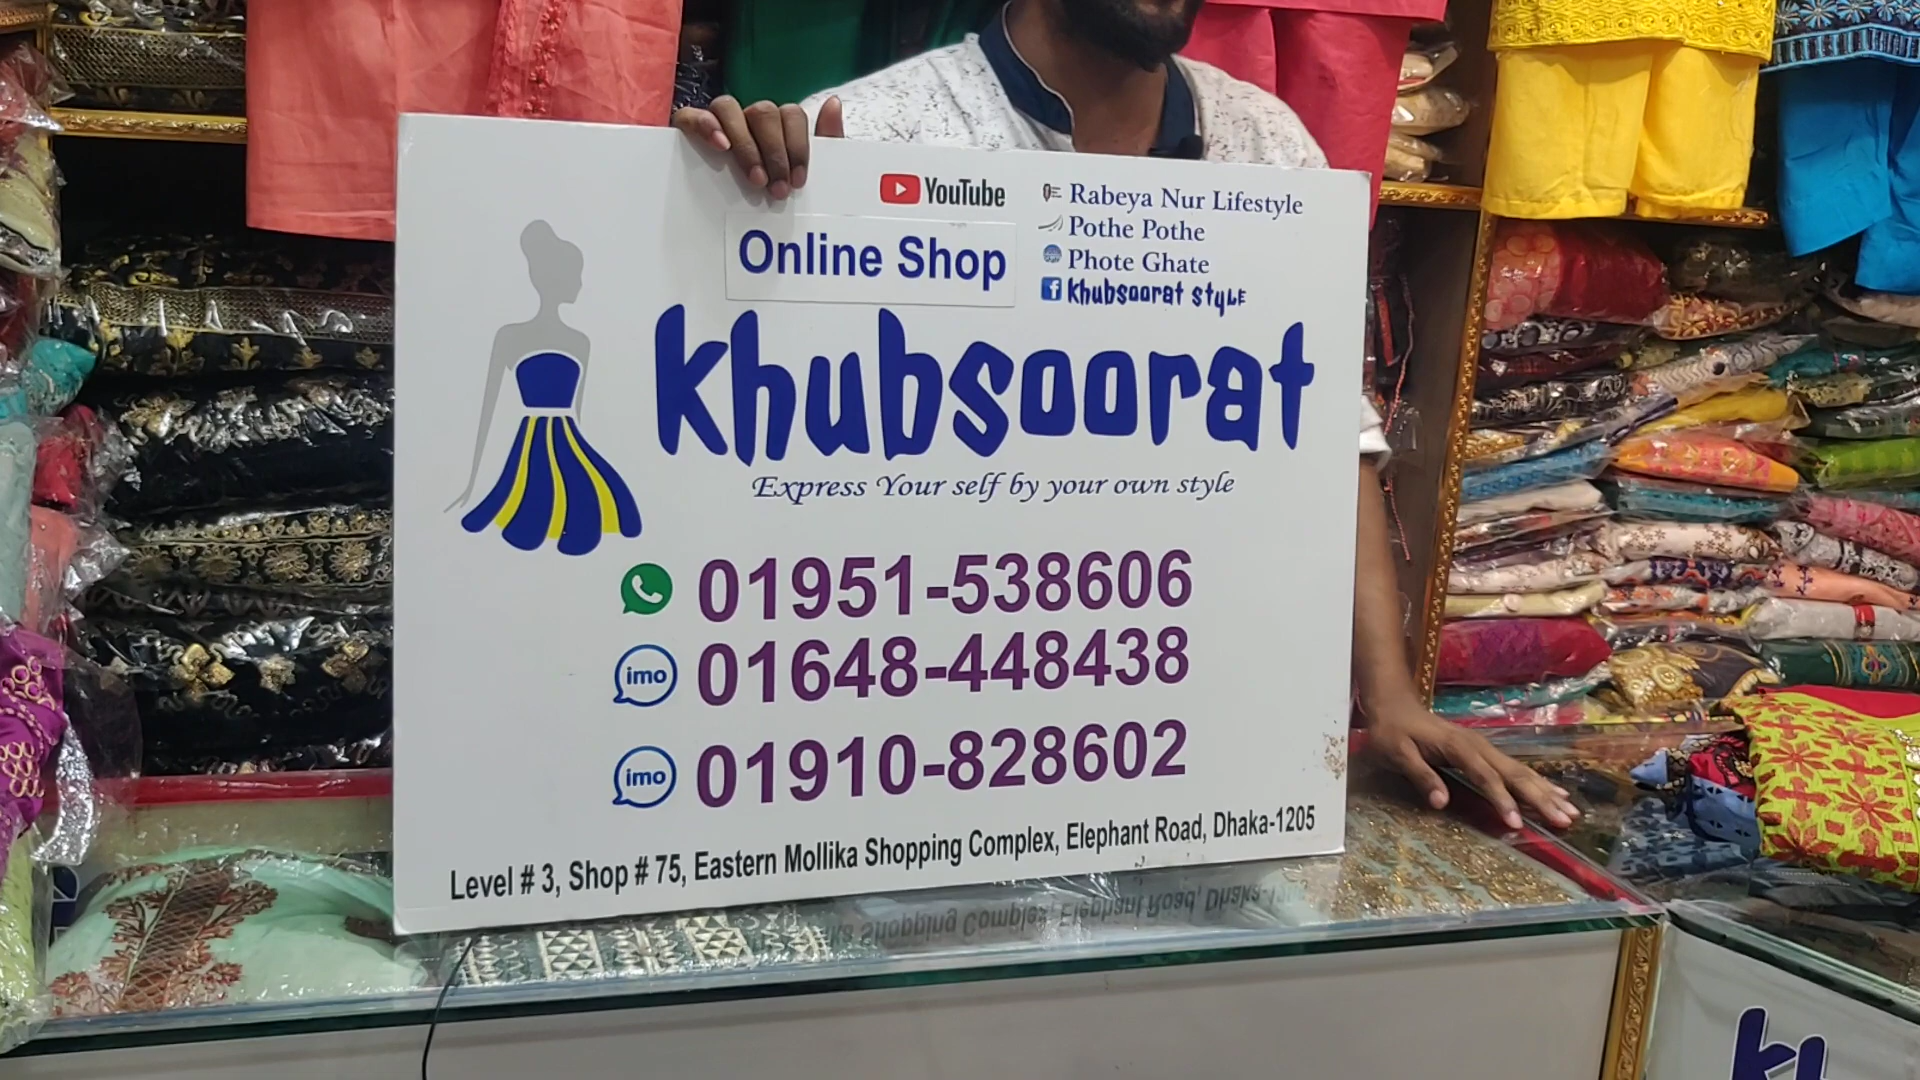 YouTube
Rabeya Nur Lifestyle
Pothe Pothe
Phote Ghate
khubsoorat style
Online Shop
khubsoorat
Express Your self by your own style
01951-538606
imo 01648-448438
imo 01910-828602
Level # 3, Shop # 75, Eastern Mollika Shopping Complex, Elephant Road, Dhaka-1205